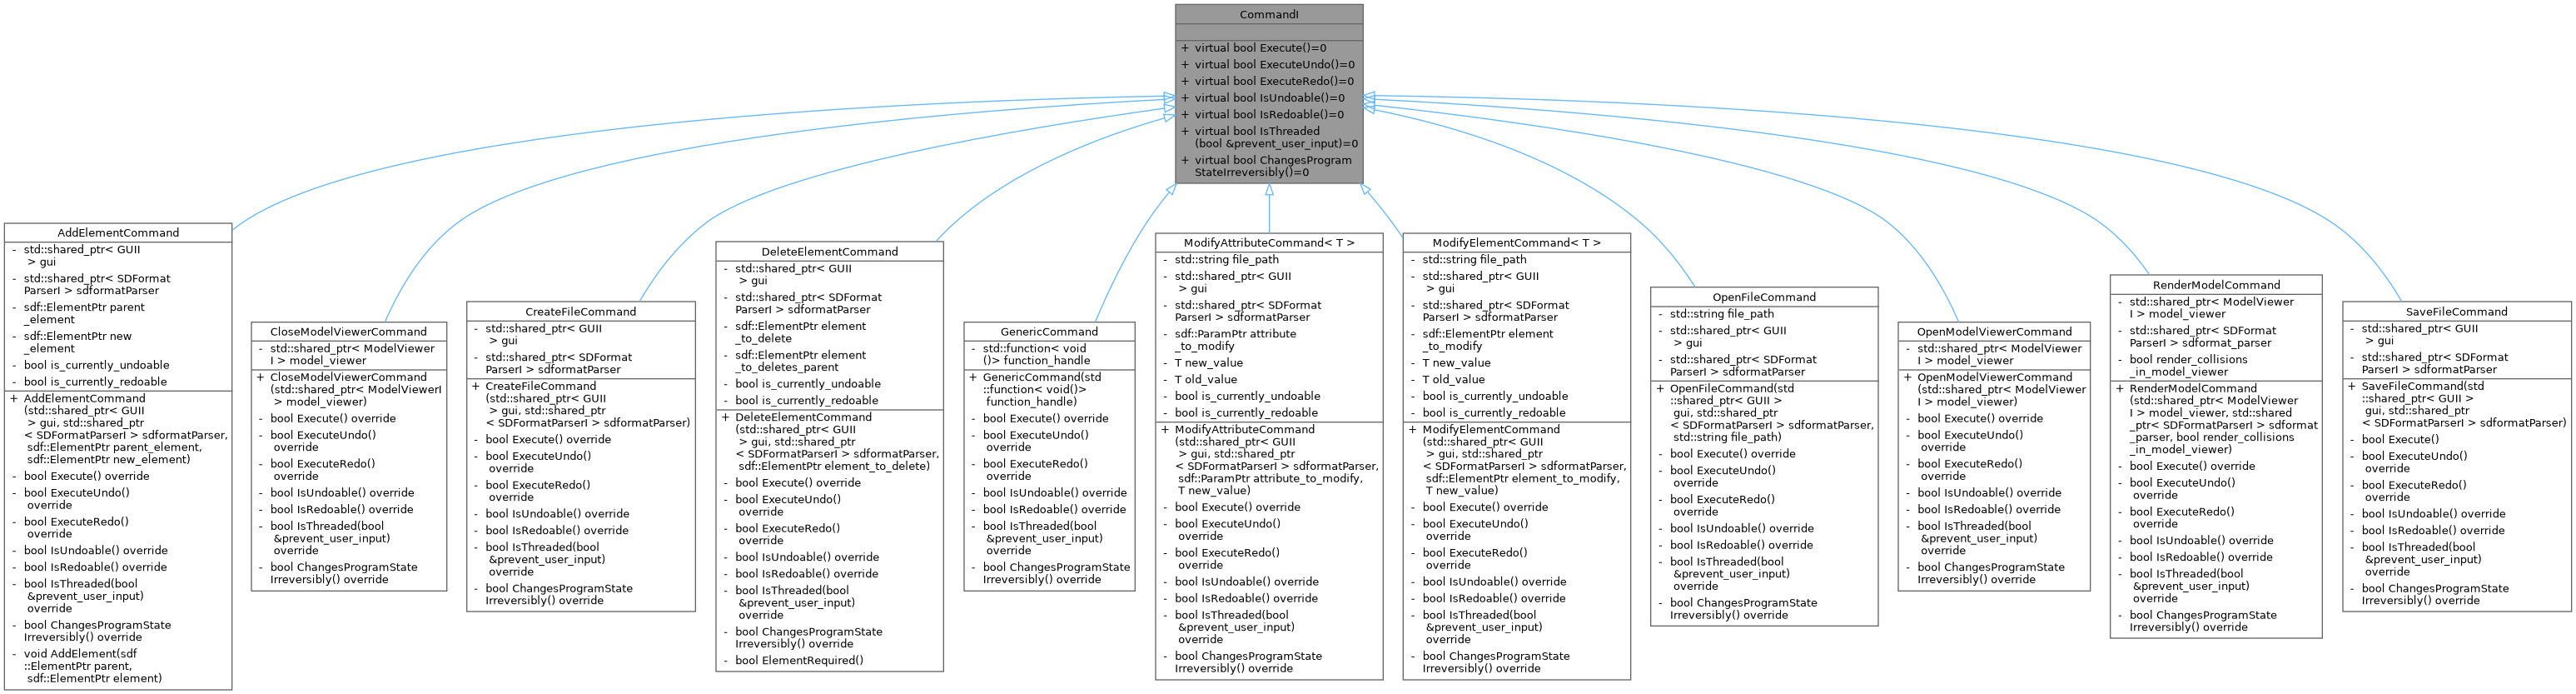 CommandI
+ virtual bool Execute()=0
+ virtual bool ExecuteUndo()=0
+ virtual bool ExecuteRedo()=0
+ virtual bool IsUndoable()=0
+ virtual bool IsRedoable()=0
+ virtual bool IsThreaded
(bool &prevent_user_input)=0
+ virtual bool ChangesProgram
StateIrreversibly()=0
AddElementCommand
- std::shared_ptr< GUII
> gui
- std::shared_ptr< SDFormat
ParserI > sdformatParser
- sdf::ElementPtr parent
_element
- sdf::ElementPtr new
_element
- bool is_currently_undoable
- bool is_currently_redoable
+ AddElementCommand
(std::shared_ptr< GUII
> gui, std::shared_ptr
< SDFormatParserI > sdformatParser,
sdf::ElementPtr parent_element,
sdf::ElementPtr new_element)
- bool Execute() override
- bool ExecuteUndo()
override
- bool ExecuteRedo()
override
- bool IsUndoable() override
- bool IsRedoable() override
- bool IsThreaded(bool
&prevent_user_input)
override
- bool ChangesProgramState
Irreversibly() override
- void AddElement(sdf
::ElementPtr parent,
sdf::ElementPtr element)
CloseModelViewerCommand
- std::shared_ptr< ModelViewer
I > model_viewer
+ CloseModelViewerCommand
(std::shared_ptr< ModelViewerI
> model_viewer)
- bool Execute() override
- bool ExecuteUndo()
override
- bool ExecuteRedo()
override
- bool IsUndoable() override
- bool IsRedoable() override
- bool IsThreaded(bool
&prevent_user_input)
override
- bool ChangesProgramState
Irreversibly() override
CreateFileCommand
- std::shared_ptr< GUII
> gui
- std::shared_ptr< SDFormat
ParserI > sdformatParser
+ CreateFileCommand
(std::shared_ptr< GUII
> gui, std::shared_ptr
< SDFormatParserI > sdformatParser)
- bool Execute() override
- bool ExecuteUndo()
override
- bool ExecuteRedo()
override
- bool IsUndoable() override
- bool IsRedoable() override
- bool IsThreaded(bool
&prevent_user_input)
override
- bool ChangesProgramState
Irreversibly() override
DeleteElementCommand
- std::shared_ptr< GUII
> gui
- std::shared_ptr< SDFormat
ParserI > sdformatParser
- sdf::ElementPtr element
_to_delete
- sdf::ElementPtr element
_to_deletes_parent
- bool is_currently_undoable
- bool is_currently_redoable
+ DeleteElementCommand
(std::shared_ptr< GUII
> gui, std::shared_ptr
< SDFormatParserI > sdformatParser,
sdf::ElementPtr element_to_delete)
- bool Execute() override
- bool ExecuteUndo()
override
- bool ExecuteRedo()
override
- bool IsUndoable() override
- bool IsRedoable() override
- bool IsThreaded(bool
&prevent_user_input)
override
- bool ChangesProgramState
Irreversibly() override
- bool ElementRequired()
GenericCommand
- std::function< void
()> function_handle
+ GenericCommand(std
::function< void()>
function_handle)
- bool Execute() override
- bool ExecuteUndo()
override
- bool ExecuteRedo()
override
- bool IsUndoable() override
- bool IsRedoable() override
- bool IsThreaded(bool
&prevent_user_input)
override
- bool ChangesProgramState
Irreversibly() override
ModifyAttributeCommand< T >
- std::string file_path
- std::shared_ptr< GUII
> gui
- std::shared_ptr< SDFormat
ParserI > sdformatParser
- sdf::ParamPtr attribute
_to_modify
- T new_value
- T old_value
- bool is_currently_undoable
- bool is_currently_redoable
+ ModifyAttributeCommand
(std::shared_ptr< GUII
> gui, std::shared_ptr
< SDFormatParserI > sdformatParser,
sdf::ParamPtr attribute_to_modify,
T new_value)
- bool Execute() override
- bool ExecuteUndo()
override
- bool ExecuteRedo()
override
- bool IsUndoable() override
- bool IsRedoable() override
- bool IsThreaded(bool
&prevent_user_input)
override
- bool ChangesProgramState
Irreversibly() override
ModifyElementCommand< T >
- std::string file_path
- std::shared_ptr< GUII
> gui
- std::shared_ptr< SDFormat
ParserI > sdformatParser
- sdf::ElementPtr element
_to_modify
- T new_value
- T old_value
- bool is_currently_undoable
- bool is_currently_redoable
+ ModifyElementCommand
(std::shared_ptr< GUII
> gui, std::shared_ptr
< SDFormatParserI > sdformatParser,
sdf::ElementPtr element_to_modify,
T new_value)
- bool Execute() override
- bool ExecuteUndo()
override
- bool ExecuteRedo()
override
- bool IsUndoable() override
- bool IsRedoable() override
- bool IsThreaded(bool
&prevent_user_input)
override
- bool ChangesProgramState
Irreversibly() override
OpenFileCommand
- std::string file_path
- std::shared_ptr< GUII
> gui
- std::shared_ptr< SDFormat
ParserI > sdformatParser
+ OpenFileCommand(std
::shared_ptr< GUII >
gui, std::shared_ptr
< SDFormatParserI > sdformatParser,
std::string file_path)
- bool Execute() override
- bool ExecuteUndo()
override
- bool ExecuteRedo()
override
- bool IsUndoable() override
- bool IsRedoable() override
- bool IsThreaded(bool
&prevent_user_input)
override
- bool ChangesProgramState
Irreversibly() override
OpenModelViewerCommand
- std::shared_ptr< ModelViewer
I > model_viewer
+ OpenModelViewerCommand
(std::shared_ptr< ModelViewer
I > model_viewer)
- bool Execute() override
- bool ExecuteUndo()
override
- bool ExecuteRedo()
override
- bool IsUndoable() override
- bool IsRedoable() override
- bool IsThreaded(bool
&prevent_user_input)
override
- bool ChangesProgramState
Irreversibly() override
RenderModelCommand
- std::shared_ptr< ModelViewer
I > model_viewer
- std::shared_ptr< SDFormat
ParserI > sdformat_parser
- bool render_collisions
_in_model_viewer
+ RenderModelCommand
(std::shared_ptr< ModelViewer
I > model_viewer, std::shared
_ptr< SDFormatParserI > sdformat
_parser, bool render_collisions
_in_model_viewer)
- bool Execute() override
- bool ExecuteUndo()
override
- bool ExecuteRedo()
override
- bool IsUndoable() override
- bool IsRedoable() override
- bool IsThreaded(bool
&prevent_user_input)
override
- bool ChangesProgramState
Irreversibly() override
SaveFileCommand
- std::shared_ptr< GUII
> gui
- std::shared_ptr< SDFormat
ParserI > sdformatParser
+ SaveFileCommand(std
::shared_ptr< GUII >
gui, std::shared_ptr
< SDFormatParserI > sdformatParser)
- bool Execute()
- bool ExecuteUndo()
override
- bool ExecuteRedo()
override
- bool IsUndoable() override
- bool IsRedoable() override
- bool IsThreaded(bool
&prevent_user_input)
override
- bool ChangesProgramState
Irreversibly() override